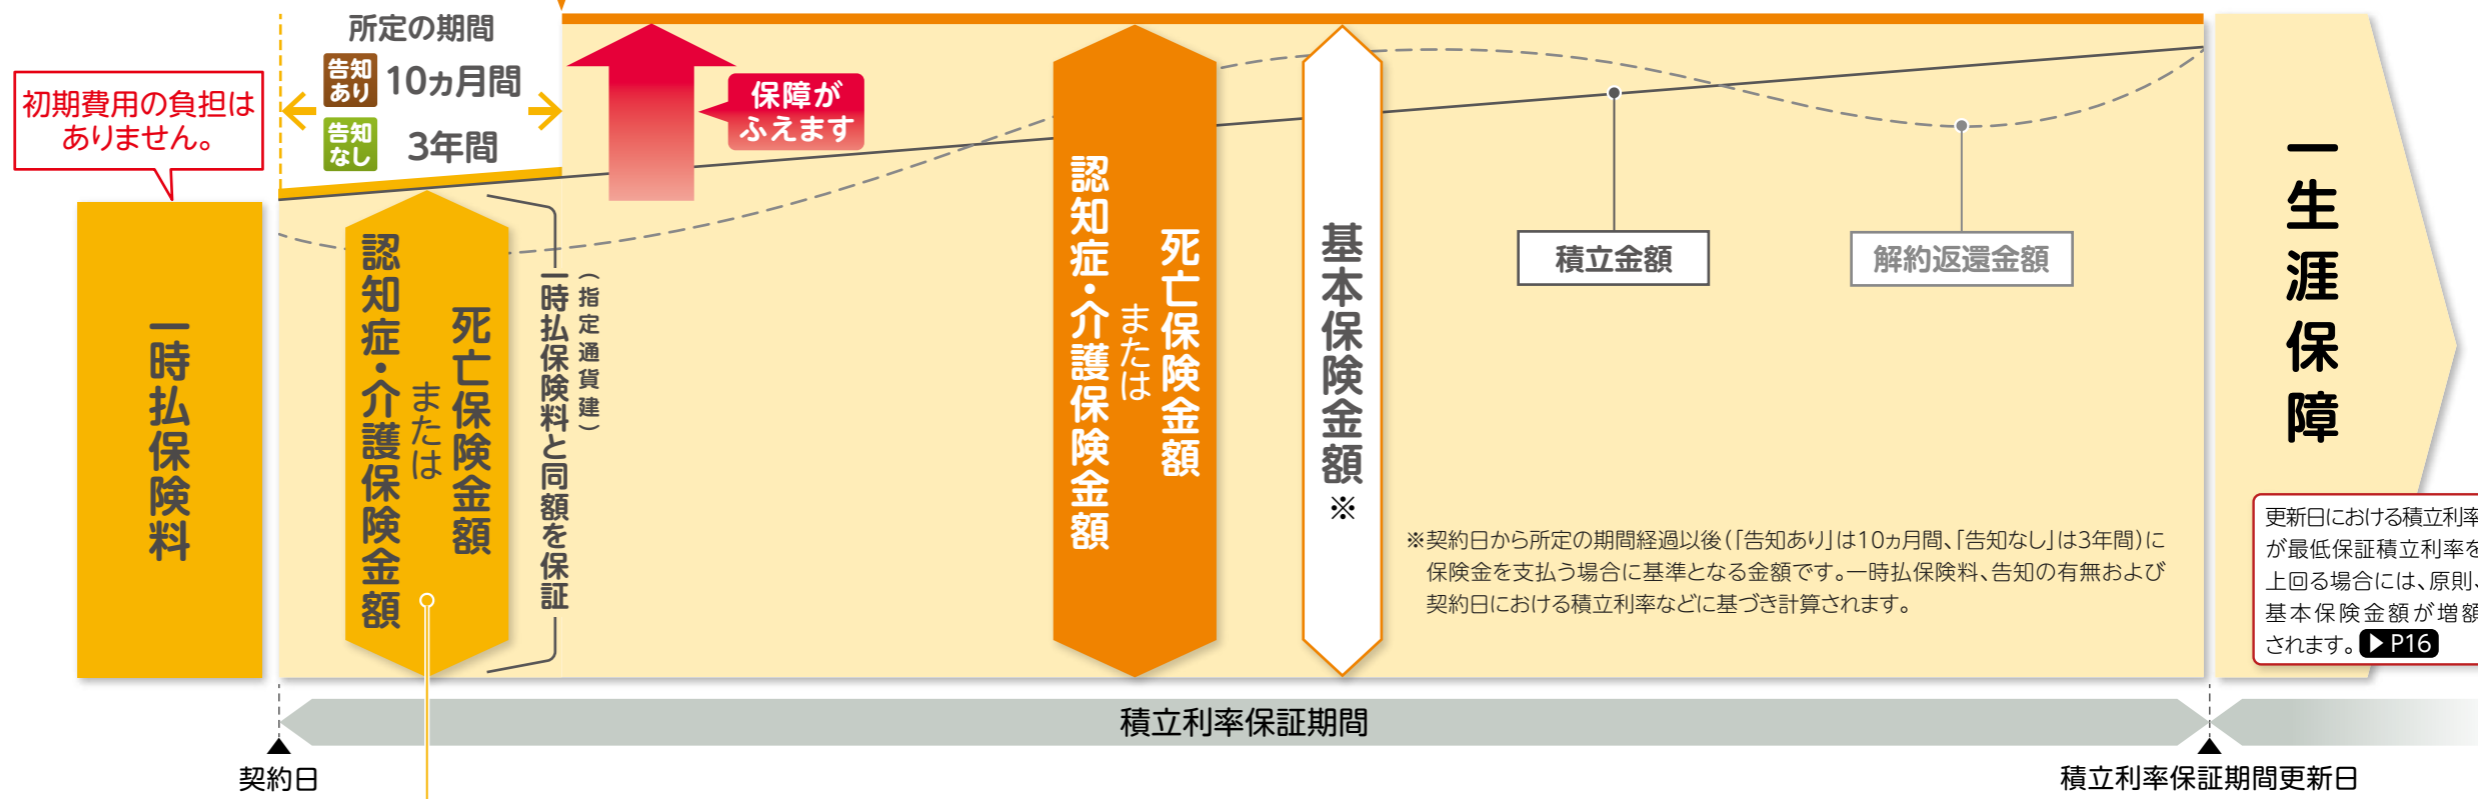 初期費用の負担は
ありません。
所定の期間
告知
あり
10ヵ月間
告知
なし
3年間
保障が
ふえます
一時払保険料
死亡保険金額
または
認知症・介護保険金額
(指定通貨建)
一時払保険料と同額を保証
死亡保険金額
または
認知症・介護保険金額
基本保険金額※
積立金額
解約返還金額
※契約日から所定の期間経過以後(「告知あり」は10ヵ月間、「告知なし」は3年間)に
保険金を支払う場合に基準となる金額です。一時払保険料、告知の有無および
契約日における積立利率などに基づき計算されます。
一生涯保障
更新日における積立利率
が最低保証積立利率を
上回る場合には、原則、
基本保険金額が増額
されます。▶P16
積立利率保証期間
契約日
積立利率保証期間更新日